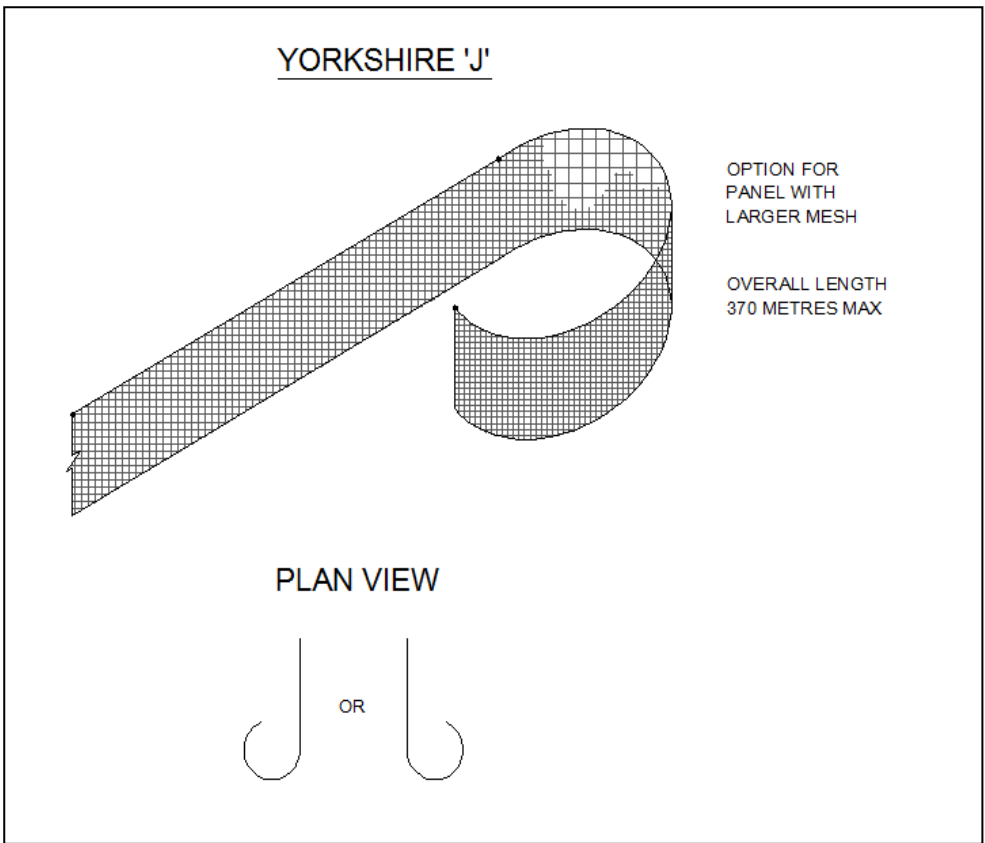 YORKSHIRE 'J'
OPTION FOR
PANEL WITH
LARGER MESH
OVERALL LENGTH
370 METRES MAX
PLAN VIEW
OR